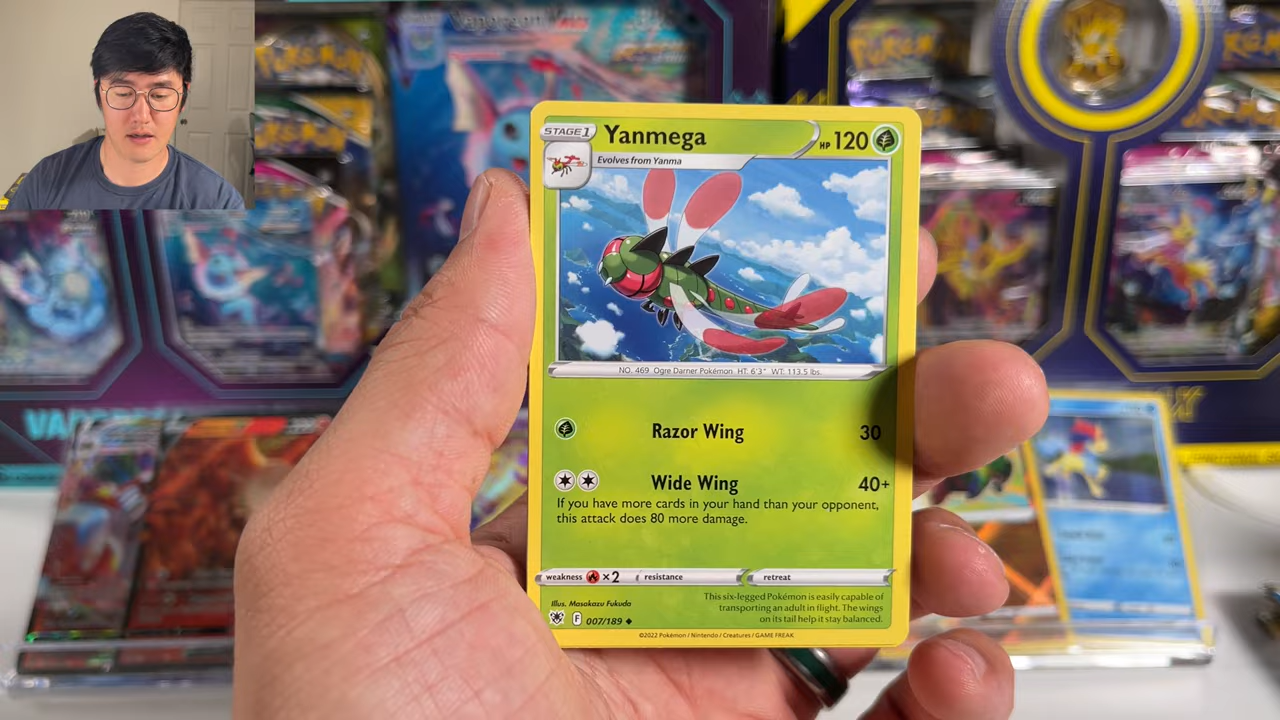 Vaporeon
Pokémon
Pokémon
Pokémon
STAGE 1
Yanmega
HP 120
Evolves from Yanma
NO. 469 Ogre Darner Pokémon HT: 6'3" WT: 113.5 lbs.
Razor Wing 30
Wide Wing 40+
If you have more cards in your hand than your opponent,
this attack does 80 more damage.
weakness ×2 resistance retreat
Illus. Masakazu Fukuda
F 007/189
This six-legged Pokémon is easily capable of
transporting an adult in flight. The wings
on its tail help it stay balanced.
©2022 Pokémon / Nintendo / Creatures / GAME FREAK